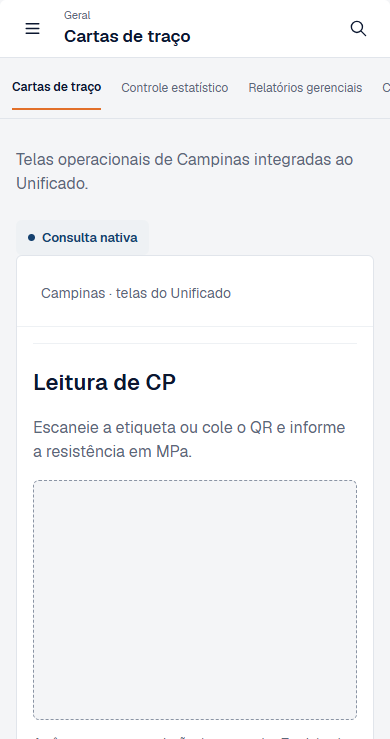 Geral
Cartas de traço
Cartas de traço
Controle estatístico
Relatórios gerenciais
Telas operacionais de Campinas integradas ao
Unificado.
Consulta nativa
Campinas · telas do Unificado
Leitura de CP
Escaneie a etiqueta ou cole o QR e informe
a resistência em MPa.